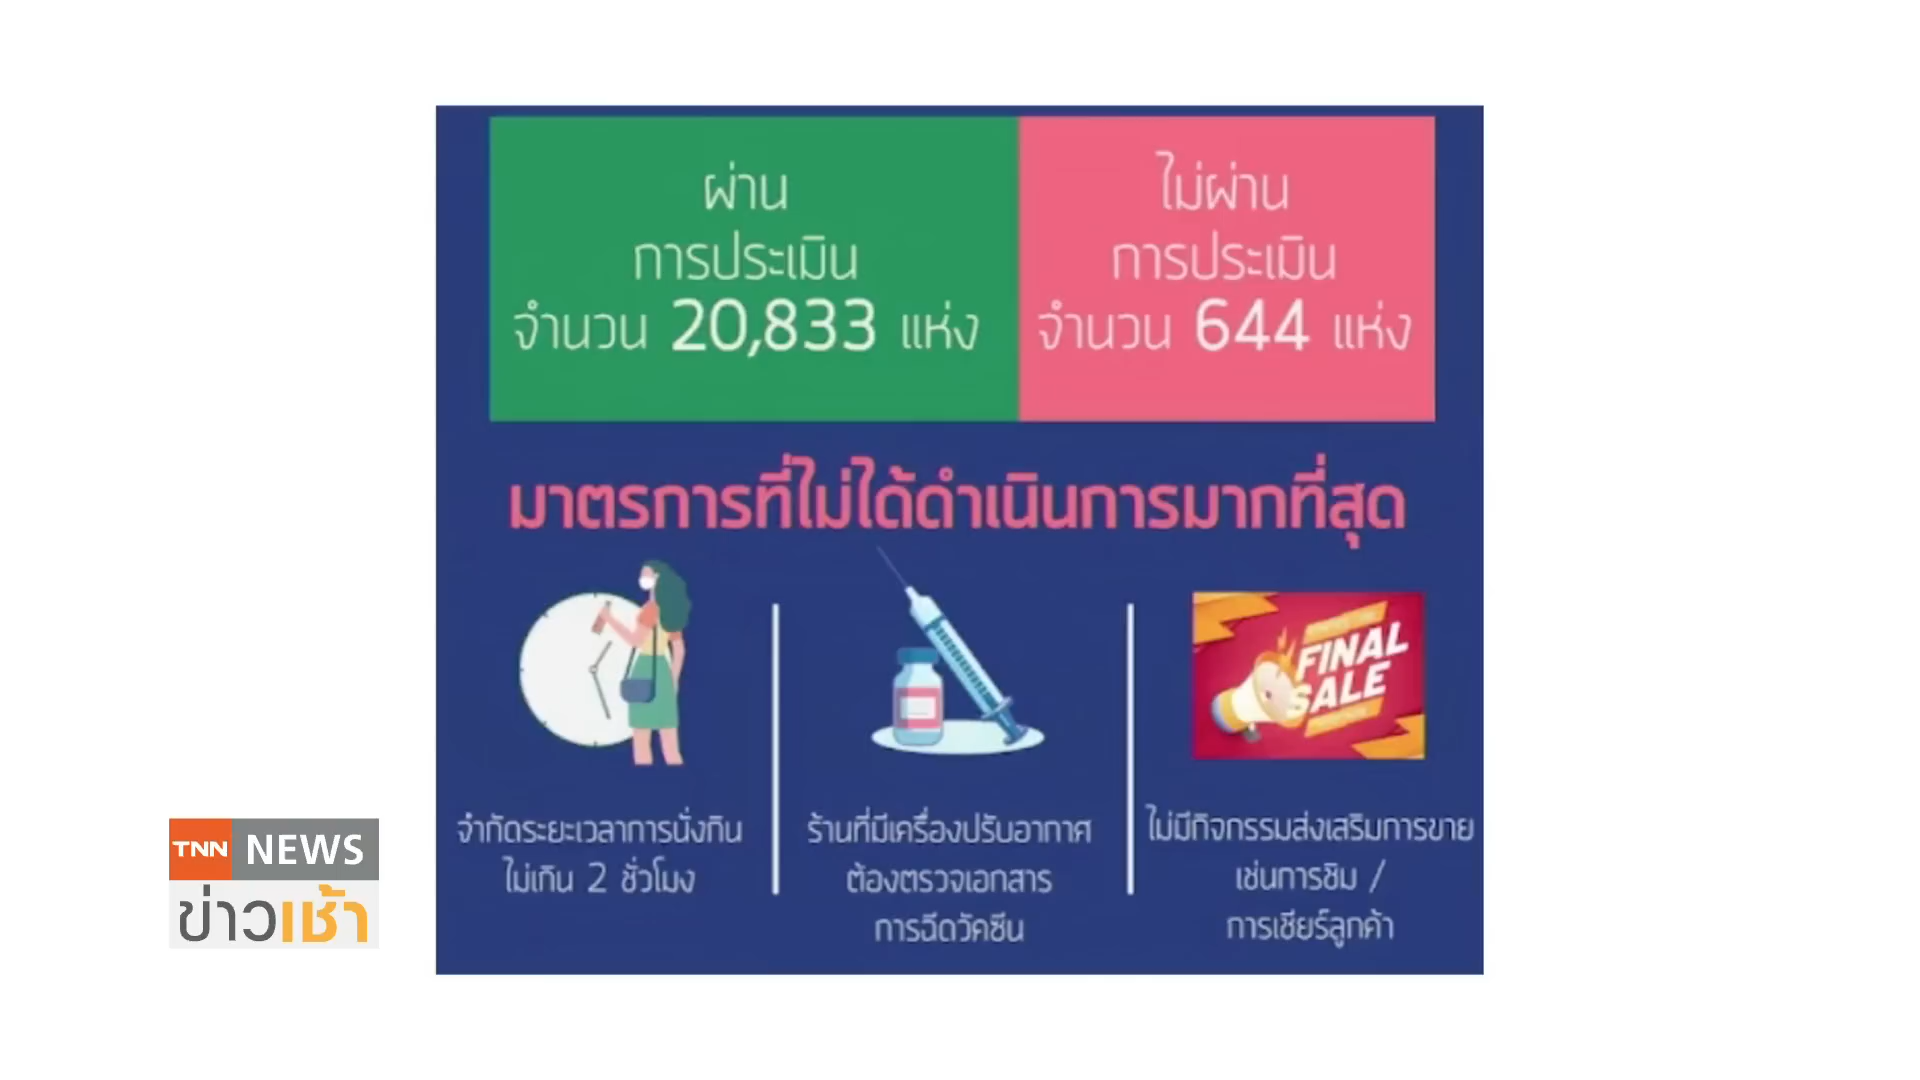 ผ่าน
การประเมิน
จำนวน 20,833 แห่ง
ไม่ผ่าน
การประเมิน
จำนวน 644 แห่ง
มาตรการที่ไม่ได้ดำเนินการมากที่สุด
FINAL
SALE
จำกัดระยะเวลาการนั่งกิน
ไม่เกิน 2 ชั่วโมง
ร้านที่มีเครื่องปรับอากาศ
ต้องตรวจเอกสาร
การฉีดวัคซีน
ไม่มีกิจกรรมส่งเสริมการขาย
เช่นการชิม /
การเชียร์ลูกค้า
TNN NEWS
ข่าวเช้า